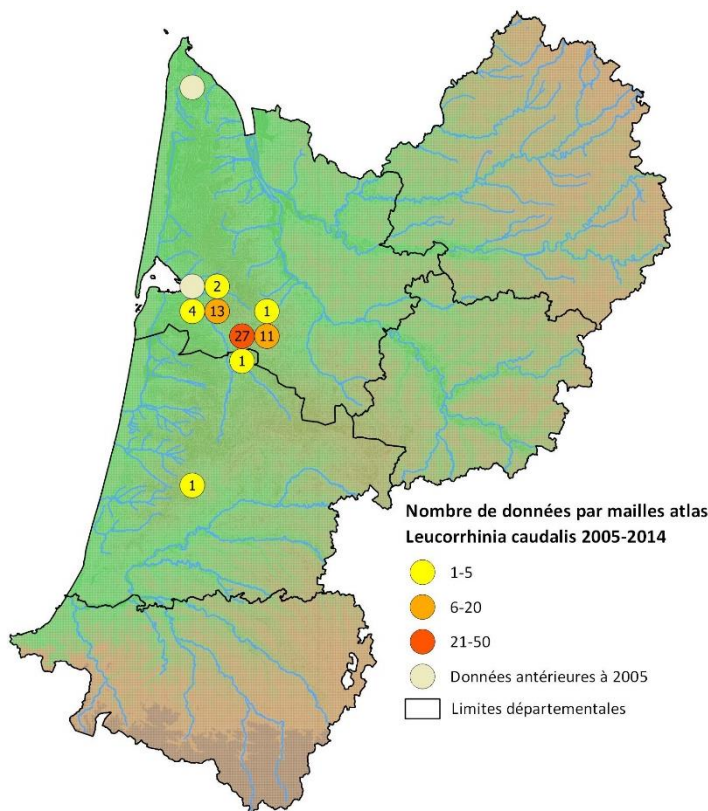 2
4
13
1
27
11
1
1
Nombre de données par mailles atlas
Leucorrhinia caudalis 2005-2014
1-5
6-20
21-50
Données antérieures à 2005
Limites départementales